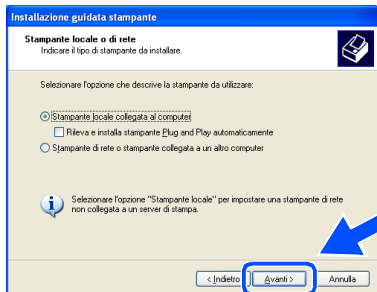 Installazione guidata stampante
Stampante locale o di rete
Indicare il tipo di stampante da installare.
Selezionare l'opzione che descrive la stampante da utilizzare:
Stampante locale collegata al computer
Rileva e installa stampante Plug and Play automaticamente
Stampante di rete o stampante collegata a un altro computer
Selezionare l'opzione "Stampante locale" per impostare una stampante di rete
non collegata a un server di stampa.
< Indietro Avanti > Annulla